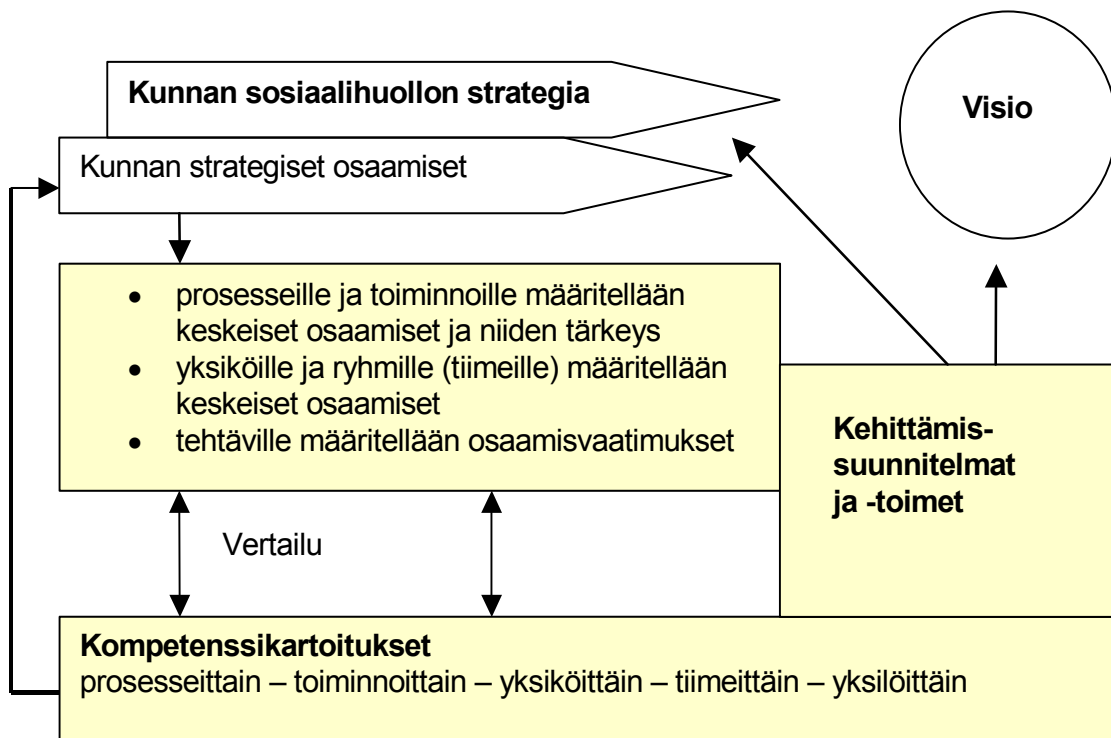 Kunnan sosiaalihuollon strategia
Visio
Kunnan strategiset osaamiset
• prosesseille ja toiminnoille määritellään
keskeiset osaamiset ja niiden tärkeys
• yksiköille ja ryhmille (tiimeille) määritellään
keskeiset osaamiset
• tehtäville määritellään osaamisvaatimukset
Kehittämis-
suunnitelmat
ja -toimet
Vertailu
Kompetenssikartoitukset
prosesseittain – toiminnoittain – yksiköittäin – tiimeittäin – yksilöittäin